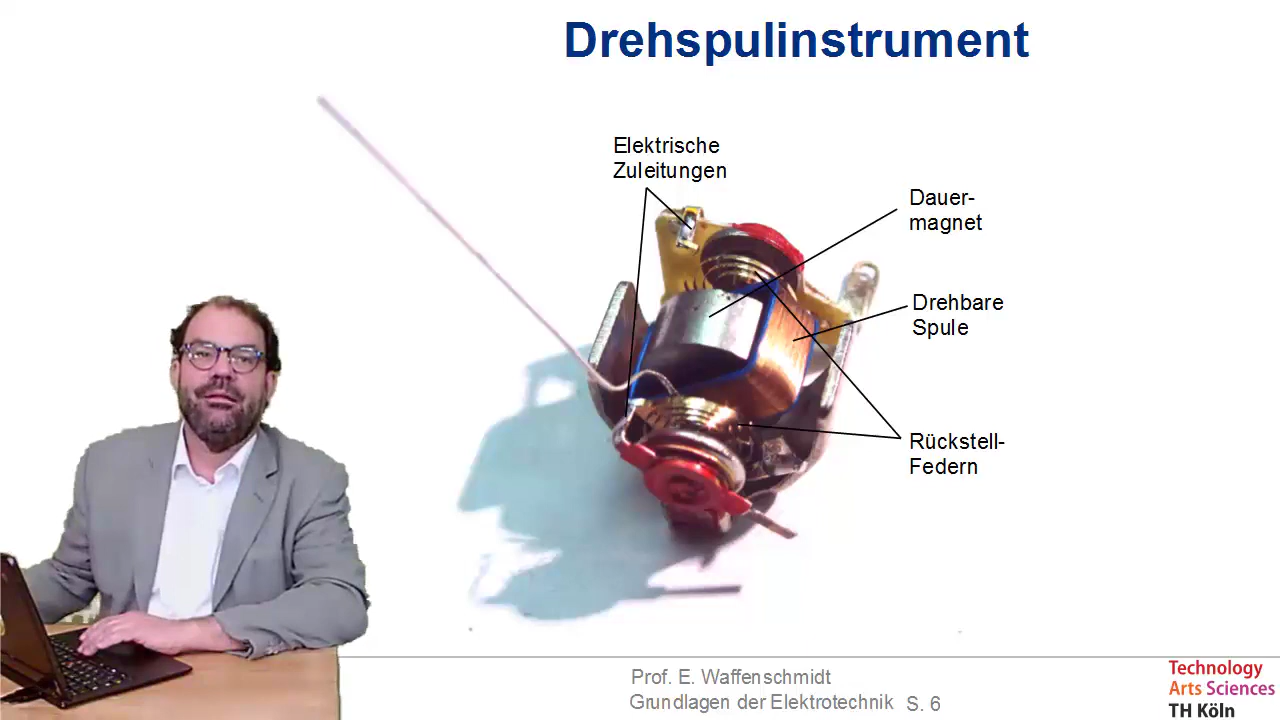 Drehspulinstrument
Elektrische
Zuleitungen
Dauer-
magnet
Drehbare
Spule
Rückstell-
Federn
Prof. E. Waffenschmidt
Grundlagen der Elektrotechnik S. 6
Technology
Arts Sciences
TH Köln